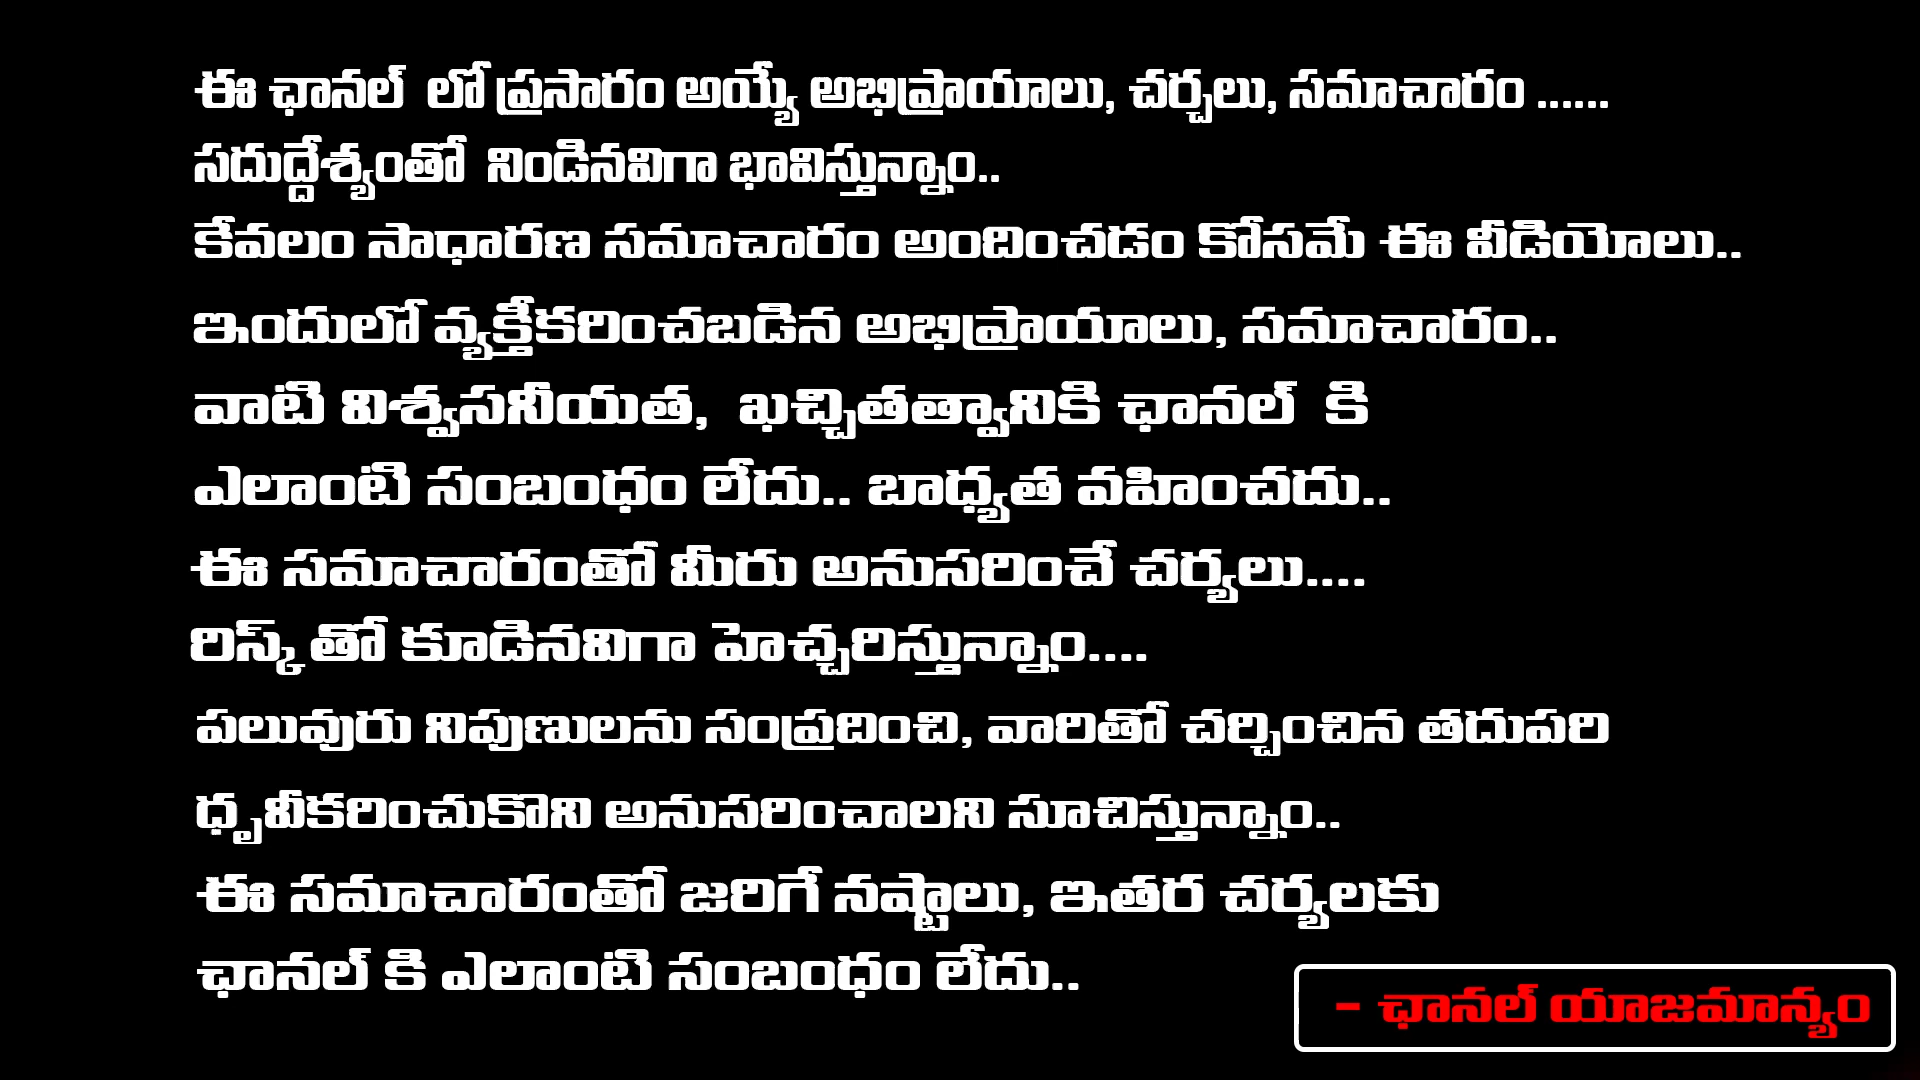 ఈ ఛానల్ లో ప్రసారం అయ్యే అభిప్రాయాలు, చర్చలు, సమాచారం ......
సదుద్దేశ్యంతో నిండినవిగా భావిస్తున్నాం..
కేవలం సాధారణ సమాచారం అందించడం కోసమే ఈ వీడియోలు..
ఇందులో వ్యక్తీకరించబడిన అభిప్రాయాలు, సమాచారం..
వాటి విశ్వసనీయత, ఖచ్చితత్వానికి ఛానల్ కి
ఎలాంటి సంబంధం లేదు.. బాధ్యత వహించదు..
ఈ సమాచారంతో మీరు అనుసరించే చర్యలు....
రిస్క్ తో కూడినవిగా హెచ్చరిస్తున్నాం....
పలువురు నిపుణులను సంప్రదించి, వారితో చర్చించిన తదుపరి
ధృవీకరించుకొని అనుసరించాలని సూచిస్తున్నాం..
ఈ సమాచారంతో జరిగే నష్టాలు, ఇతర చర్యలకు
ఛానల్ కి ఎలాంటి సంబంధం లేదు..
- ఛానల్ యాజమాన్యం